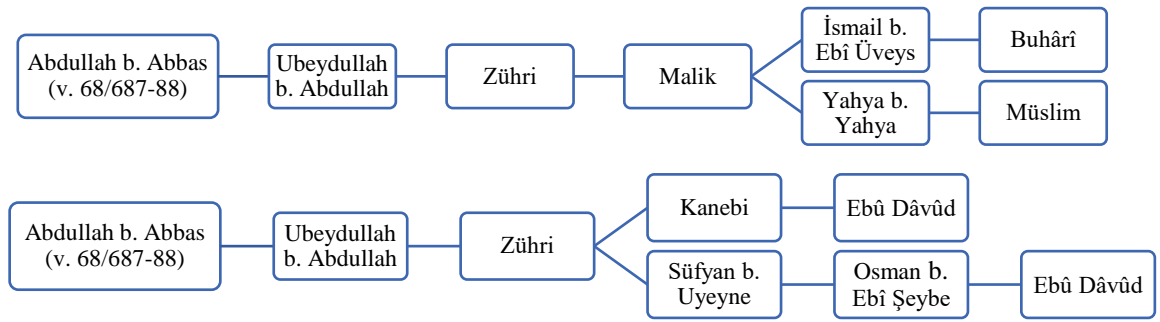 Abdullah b. Abbas
(v. 68/687-88)
Ubeydullah
b. Abdullah
Zühri
Malik
İsmail b.
Ebî Üveys
Buhârî
Yahya b.
Yahya
Müslim
Abdullah b. Abbas
(v. 68/687-88)
Ubeydullah
b. Abdullah
Zühri
Kanebi
Ebû Dâvûd
Süfyan b.
Uyeyne
Osman b.
Ebî Şeybe
Ebû Dâvûd